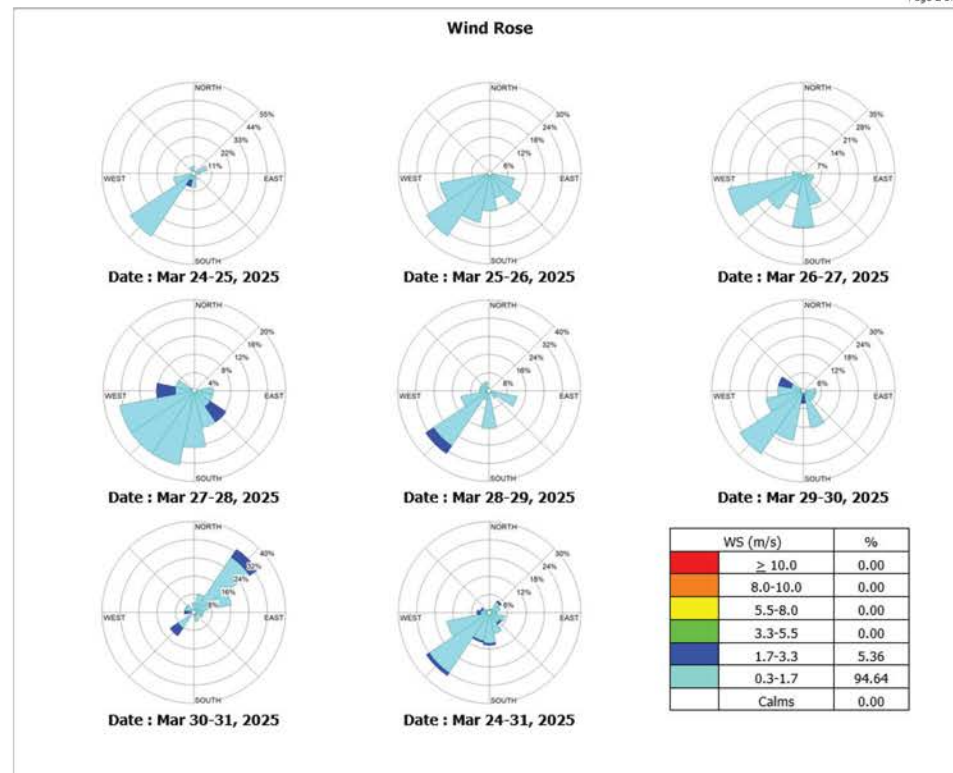 Wind Rose
NORTH
55%
44%
33%
22%
11%
WEST
EAST
SOUTH
Date : Mar 24-25, 2025
NORTH
30%
24%
18%
12%
6%
WEST
EAST
SOUTH
Date : Mar 25-26, 2025
NORTH
35%
28%
21%
14%
7%
WEST
EAST
SOUTH
Date : Mar 26-27, 2025
NORTH
20%
16%
12%
8%
4%
WEST
EAST
SOUTH
Date : Mar 27-28, 2025
NORTH
40%
32%
24%
16%
8%
WEST
EAST
SOUTH
Date : Mar 28-29, 2025
NORTH
30%
24%
18%
12%
6%
WEST
EAST
SOUTH
Date : Mar 29-30, 2025
NORTH
40%
32%
24%
16%
8%
WEST
EAST
SOUTH
Date : Mar 30-31, 2025
NORTH
30%
24%
18%
12%
6%
WEST
EAST
SOUTH
Date : Mar 24-31, 2025
WS (m/s) %
≥ 10.0 0.00
8.0-10.0 0.00
5.5-8.0 0.00
3.3-5.5 0.00
1.7-3.3 5.36
0.3-1.7 94.64
Calms 0.00